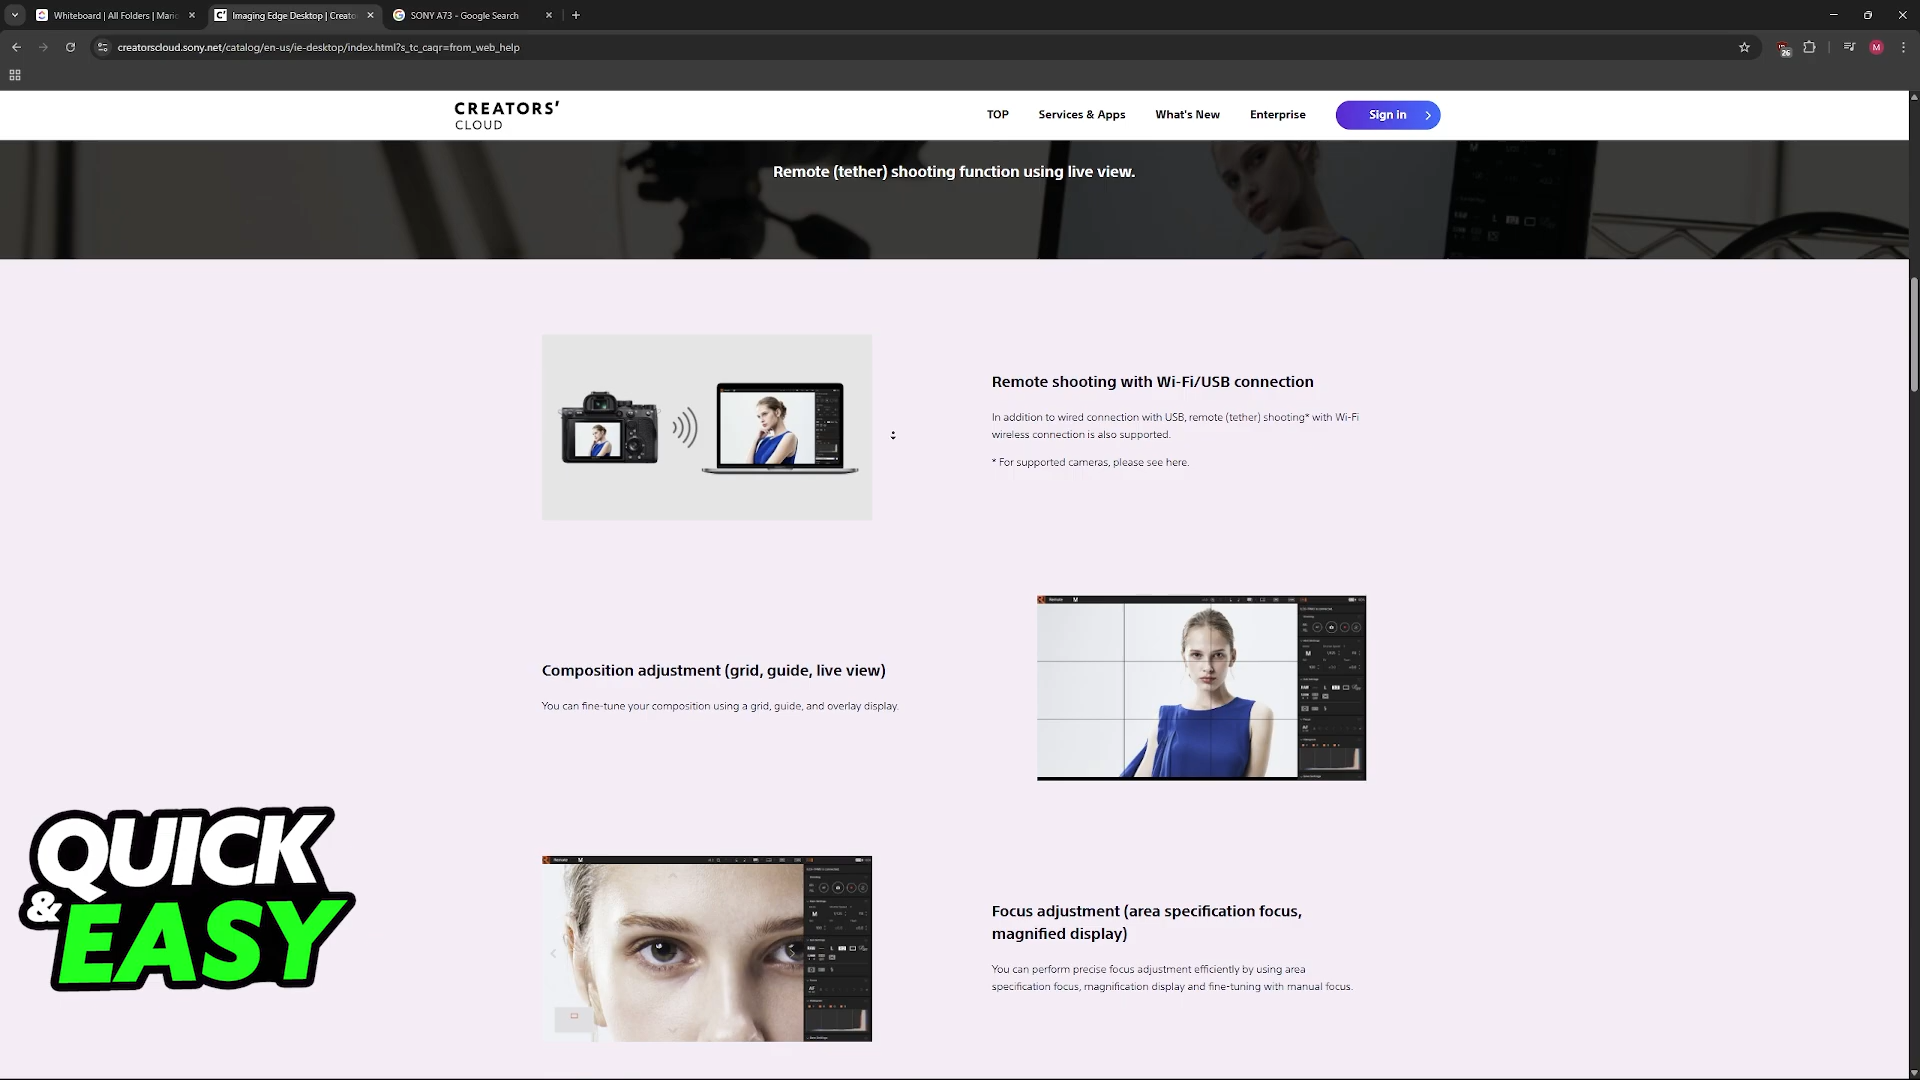 Whiteboard | All Folders | Maric
Imaging Edge Desktop | Creato
SONY A73 - Google Search
creatorscloud.sony.net/catalog/en-us/ie-desktop/index.html?s_tc_caqr=from_web_help
26
M
CREATORS'
CLOUD
TOP
Services & Apps
What's New
Enterprise
Sign in
Remote (tether) shooting function using live view.
Remote shooting with Wi-Fi/USB connection
In addition to wired connection with USB, remote (tether) shooting* with Wi-Fi
wireless connection is also supported.
* For supported cameras, please see here.
Composition adjustment (grid, guide, live view)
You can fine-tune your composition using a grid, guide, and overlay display.
Remote
M
Focus adjustment (area specification focus,
magnified display)
You can perform precise focus adjustment efficiently by using area
specification focus, magnification display and fine-tuning with manual focus.
QUICK
& EASY